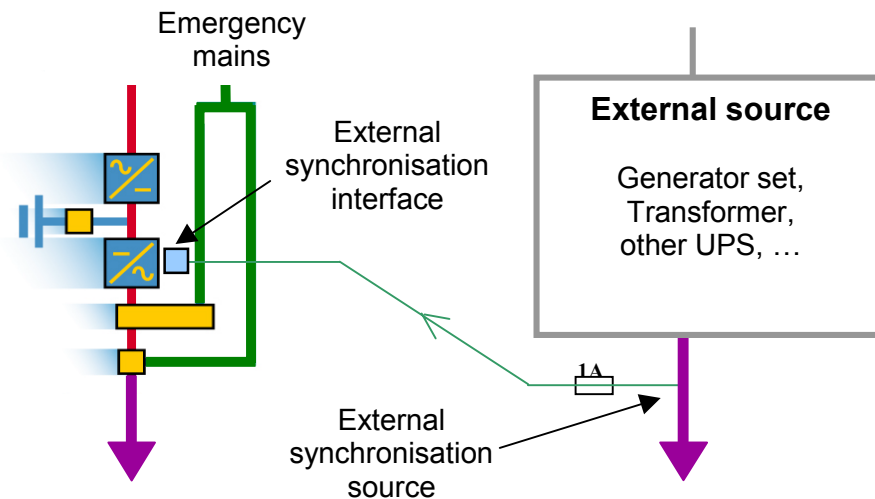 Emergency
mains
External
synchronisation
interface
External source
Generator set,
Transformer,
other UPS, …
1A
External
synchronisation
source